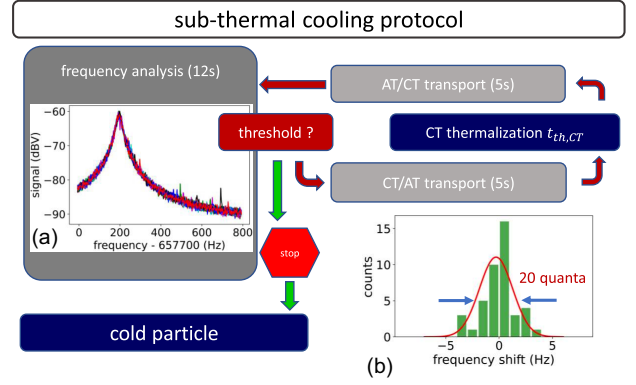 sub-thermal cooling protocol
frequency analysis (12s)
AT/CT transport (5s)
threshold ?
CT thermalization t_th,CT
CT/AT transport (5s)
−60
−70
−80
−90
signal (dBV)
0 200 400 600 800
frequency - 657700 (Hz)
(a)
stop
cold particle
15
10
5
0
counts
20 quanta
−5 0 5
frequency shift (Hz)
(b)